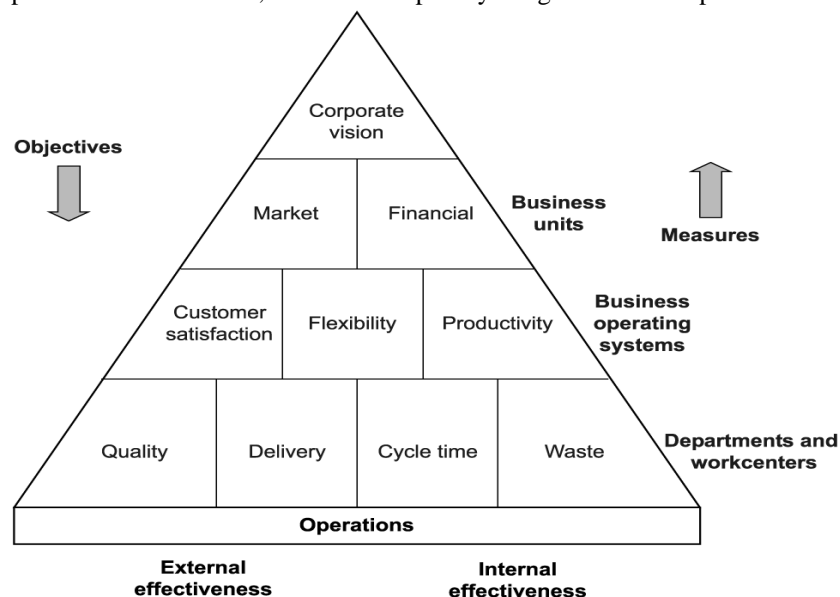 Corporate
vision
Objectives
Market
Financial
Business
units
Measures
Customer
satisfaction
Flexibility
Productivity
Business
operating
systems
Quality
Delivery
Cycle time
Waste
Departments and
workcenters
Operations
External
effectiveness
Internal
effectiveness